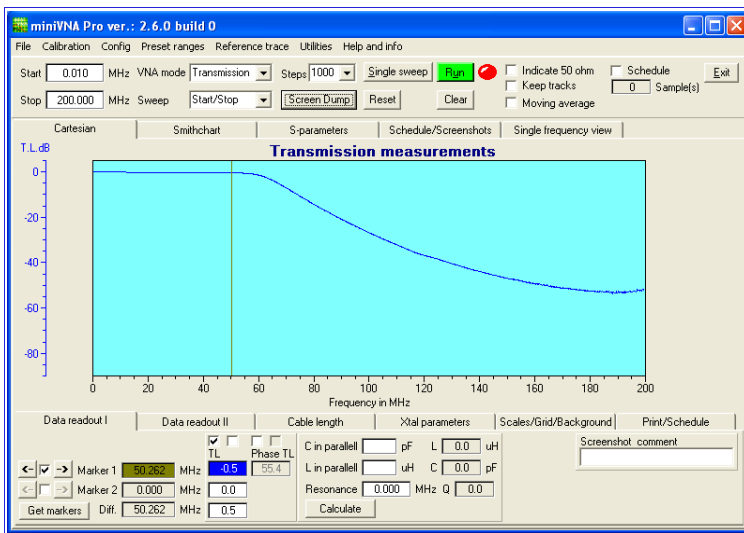 miniVNA Pro ver.: 2.6.0 build 0
File Calibration Config Preset ranges Reference trace Utilities Help and info
Start 0.010 MHz VNA mode Transmission Steps 1000 Single sweep Run Indicate 50 ohm Schedule Exit
Keep tracks 0 Sample(s)
Stop 200.000 MHz Sweep Start/Stop Screen Dump Reset Clear Moving average
Cartesian Smithchart S-parameters Schedule/Screenshots Single frequency view
T.L.dB Transmission measurements
0
-20
-40
-60
-80
0 20 40 60 80 100 120 140 160 180 200
Frequency in MHz
Data readout I Data readout II Cable length Xtal parameters Scales/Grid/Background Print/Schedule
TL Phase TL C in parallell pF L 0.0 uH Screenshot comment
<- -> Marker 1 50.262 MHz -0.5 55.4 L in parallell uH C 0.0 pF
<- -> Marker 2 0.000 MHz 0.0 Resonance 0.000 MHz Q 0.0
Get markers Diff. 50.262 MHz 0.5 Calculate